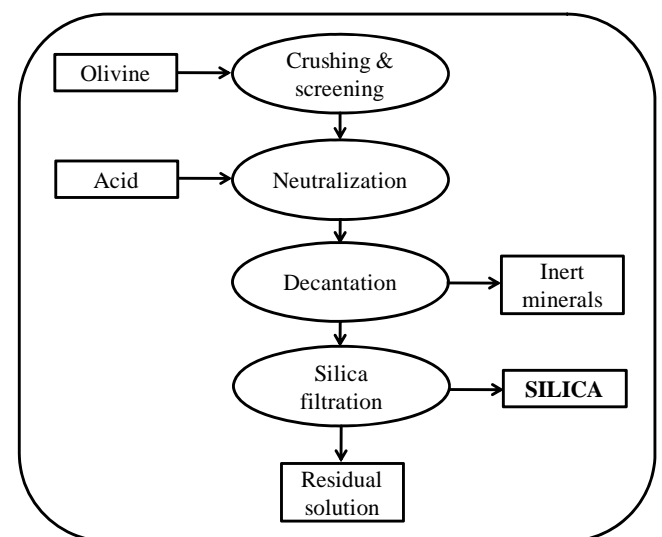 Olivine
Crushing &
screening
Acid
Neutralization
Decantation
Inert
minerals
Silica
filtration
SILICA
Residual
solution